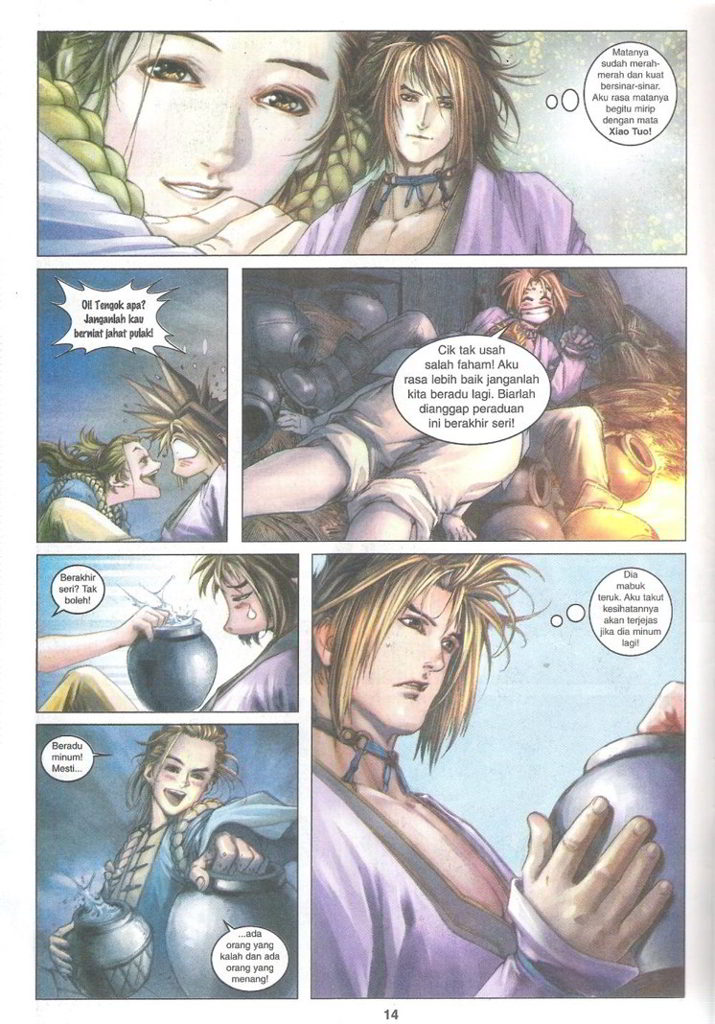 Matanya
sudah merah-
merah dan kuat
bersinar-sinar.
Aku rasa matanya
begitu mirip
dengan mata
Xiao Tuo!
Oi! Tengok apa?
Janganlah kau
berniat jahat pulak!
Cik tak usah
salah faham! Aku
rasa lebih baik janganlah
kita beradu lagi. Biarlah
dianggap peraduan
ini berakhir seri!
Berakhir
seri? Tak
boleh!
Dia
mabuk
teruk. Aku takut
kesihatannya
akan terjejas
jika dia minum
lagi!
Beradu
minum!
Mesti...
...ada
orang yang
kalah dan ada
orang yang
menang!
14